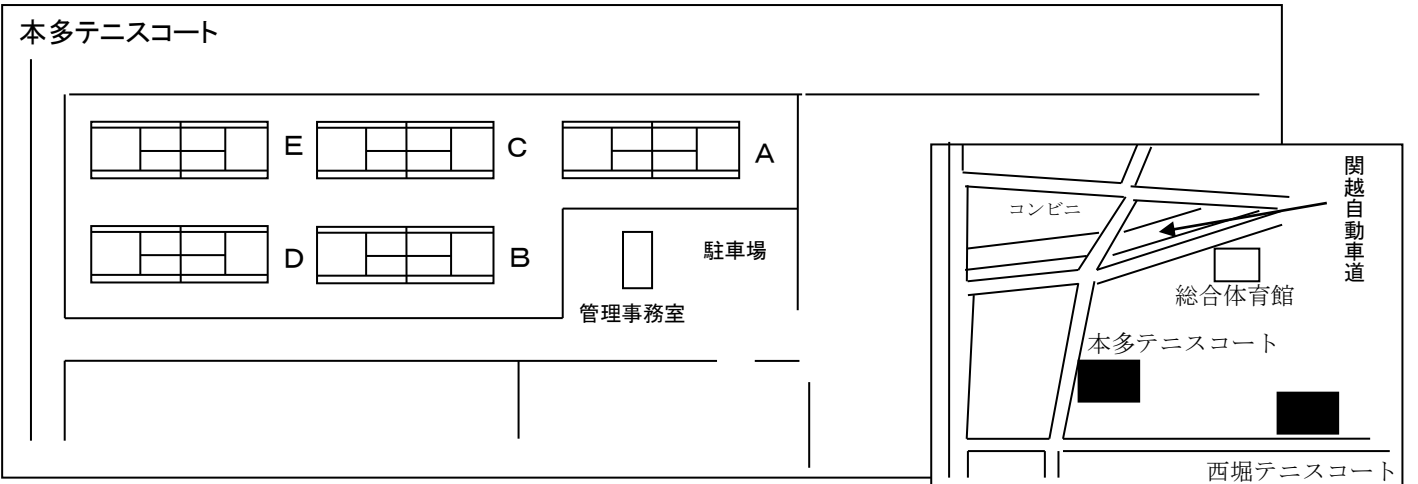 本多テニスコート
E
C
A
D
B
駐車場
管理事務室
関越自動車道
コンビニ
総合体育館
本多テニスコート
西堀テニスコート